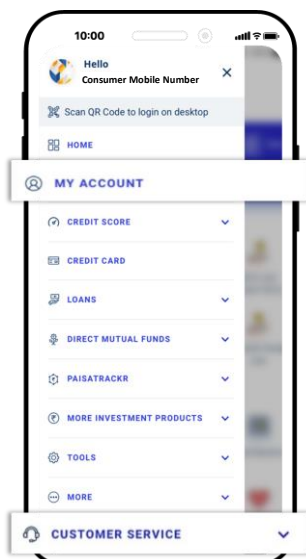 10:00
Hello
Consumer Mobile Number
Scan QR Code to login on desktop
HOME
MY ACCOUNT
CREDIT SCORE
CREDIT CARD
LOANS
DIRECT MUTUAL FUNDS
PAISATRACKR
MORE INVESTMENT PRODUCTS
TOOLS
MORE
CUSTOMER SERVICE